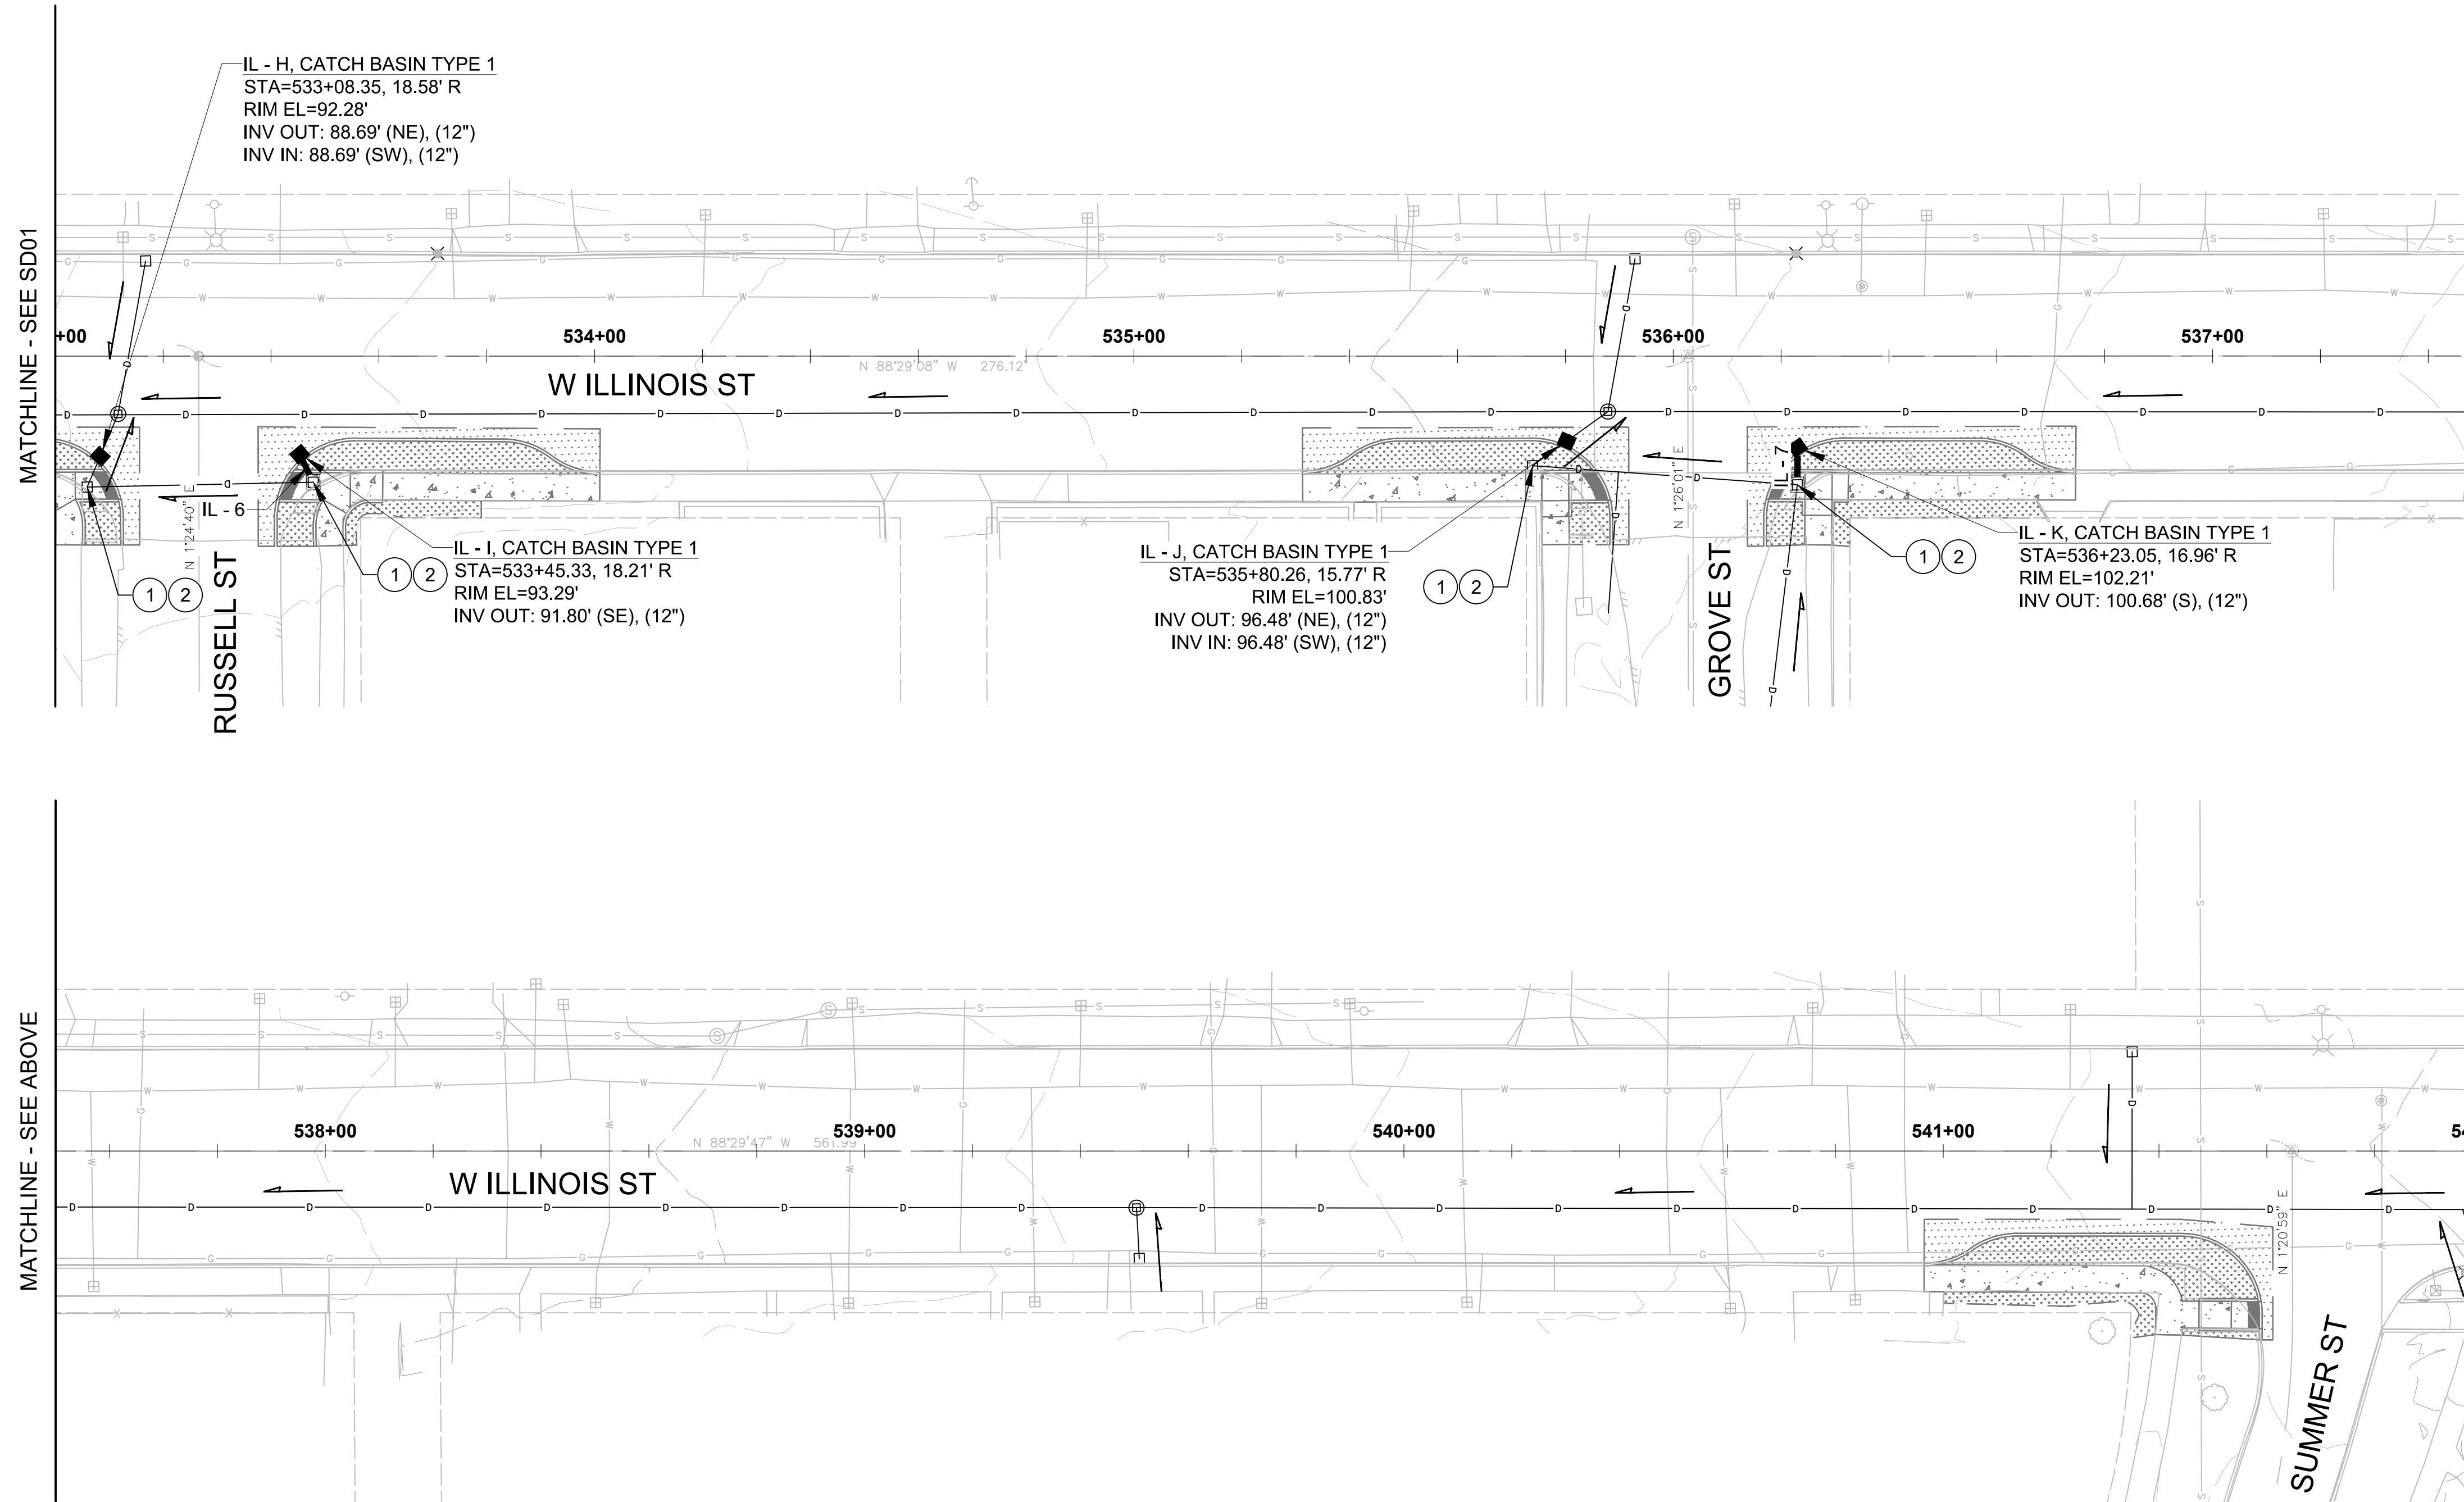 MATCHLINE - SEE SD01
IL - H, CATCH BASIN TYPE 1
STA=533+08.35, 18.58' R
RIM EL=92.28'
INV OUT: 88.69' (NE), (12")
INV IN: 88.69' (SW), (12")
+00
534+00
535+00
536+00
537+00
W ILLINOIS ST
N 88°29'08" W 276.12'
N 1°24'40" E
IL - 6
1 2
RUSSELL ST
1 2
IL - I, CATCH BASIN TYPE 1
STA=533+45.33, 18.21' R
RIM EL=93.29'
INV OUT: 91.80' (SE), (12")
IL - J, CATCH BASIN TYPE 1
STA=535+80.26, 15.77' R
RIM EL=100.83'
INV OUT: 96.48' (NE), (12")
INV IN: 96.48' (SW), (12")
1 2
N 1°26'01" E
GROVE ST
IL - 7
1 2
IL - K, CATCH BASIN TYPE 1
STA=536+23.05, 16.96' R
RIM EL=102.21'
INV OUT: 100.68' (S), (12")
MATCHLINE - SEE ABOVE
538+00
539+00
540+00
541+00
N 88°29'47" W 561.99
W ILLINOIS ST
N 1°20'59" E
SUMMER ST